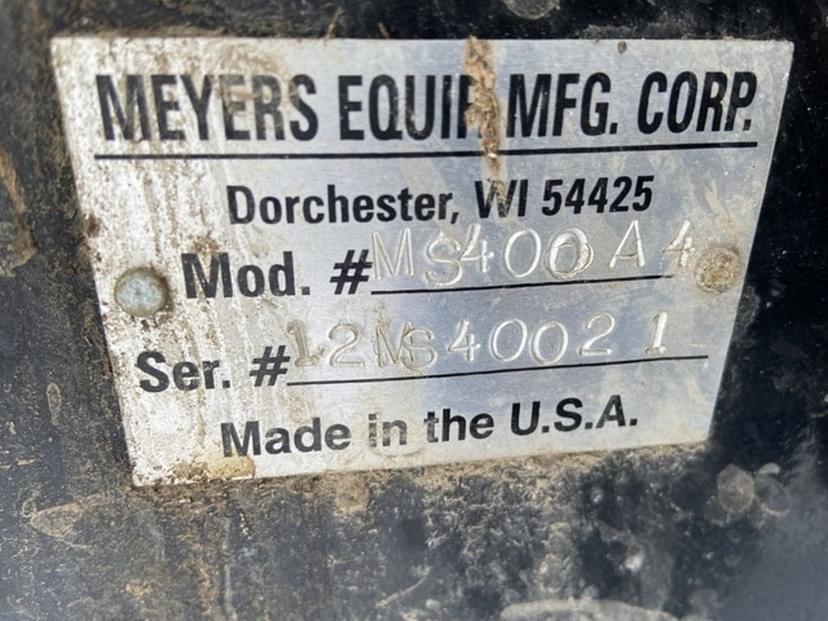 MEYERS EQUIP MFG. CORP.
Dorchester, WI 54425
Mod. # MS400A4
Ser. # 12MS40021
Made in the U.S.A.